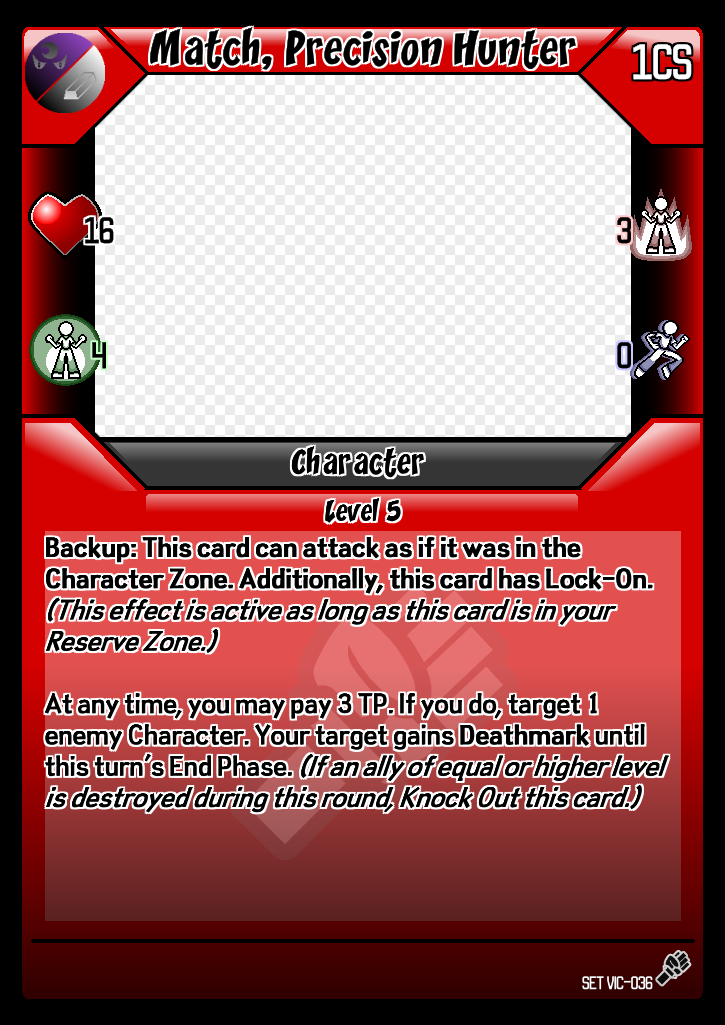 Match, Precision Hunter
1CS
16
3
4
0
Character
Level 5
Backup: This card can attack as if it was in the
Character Zone. Additionally, this card has Lock-On.
(This effect is active as long as this card is in your
Reserve Zone.)
At any time, you may pay 3 TP. If you do, target 1
enemy Character. Your target gains Deathmark until
this turn's End Phase. (If an ally of equal or higher level
is destroyed during this round, Knock Out this card.)
SET VIC-036